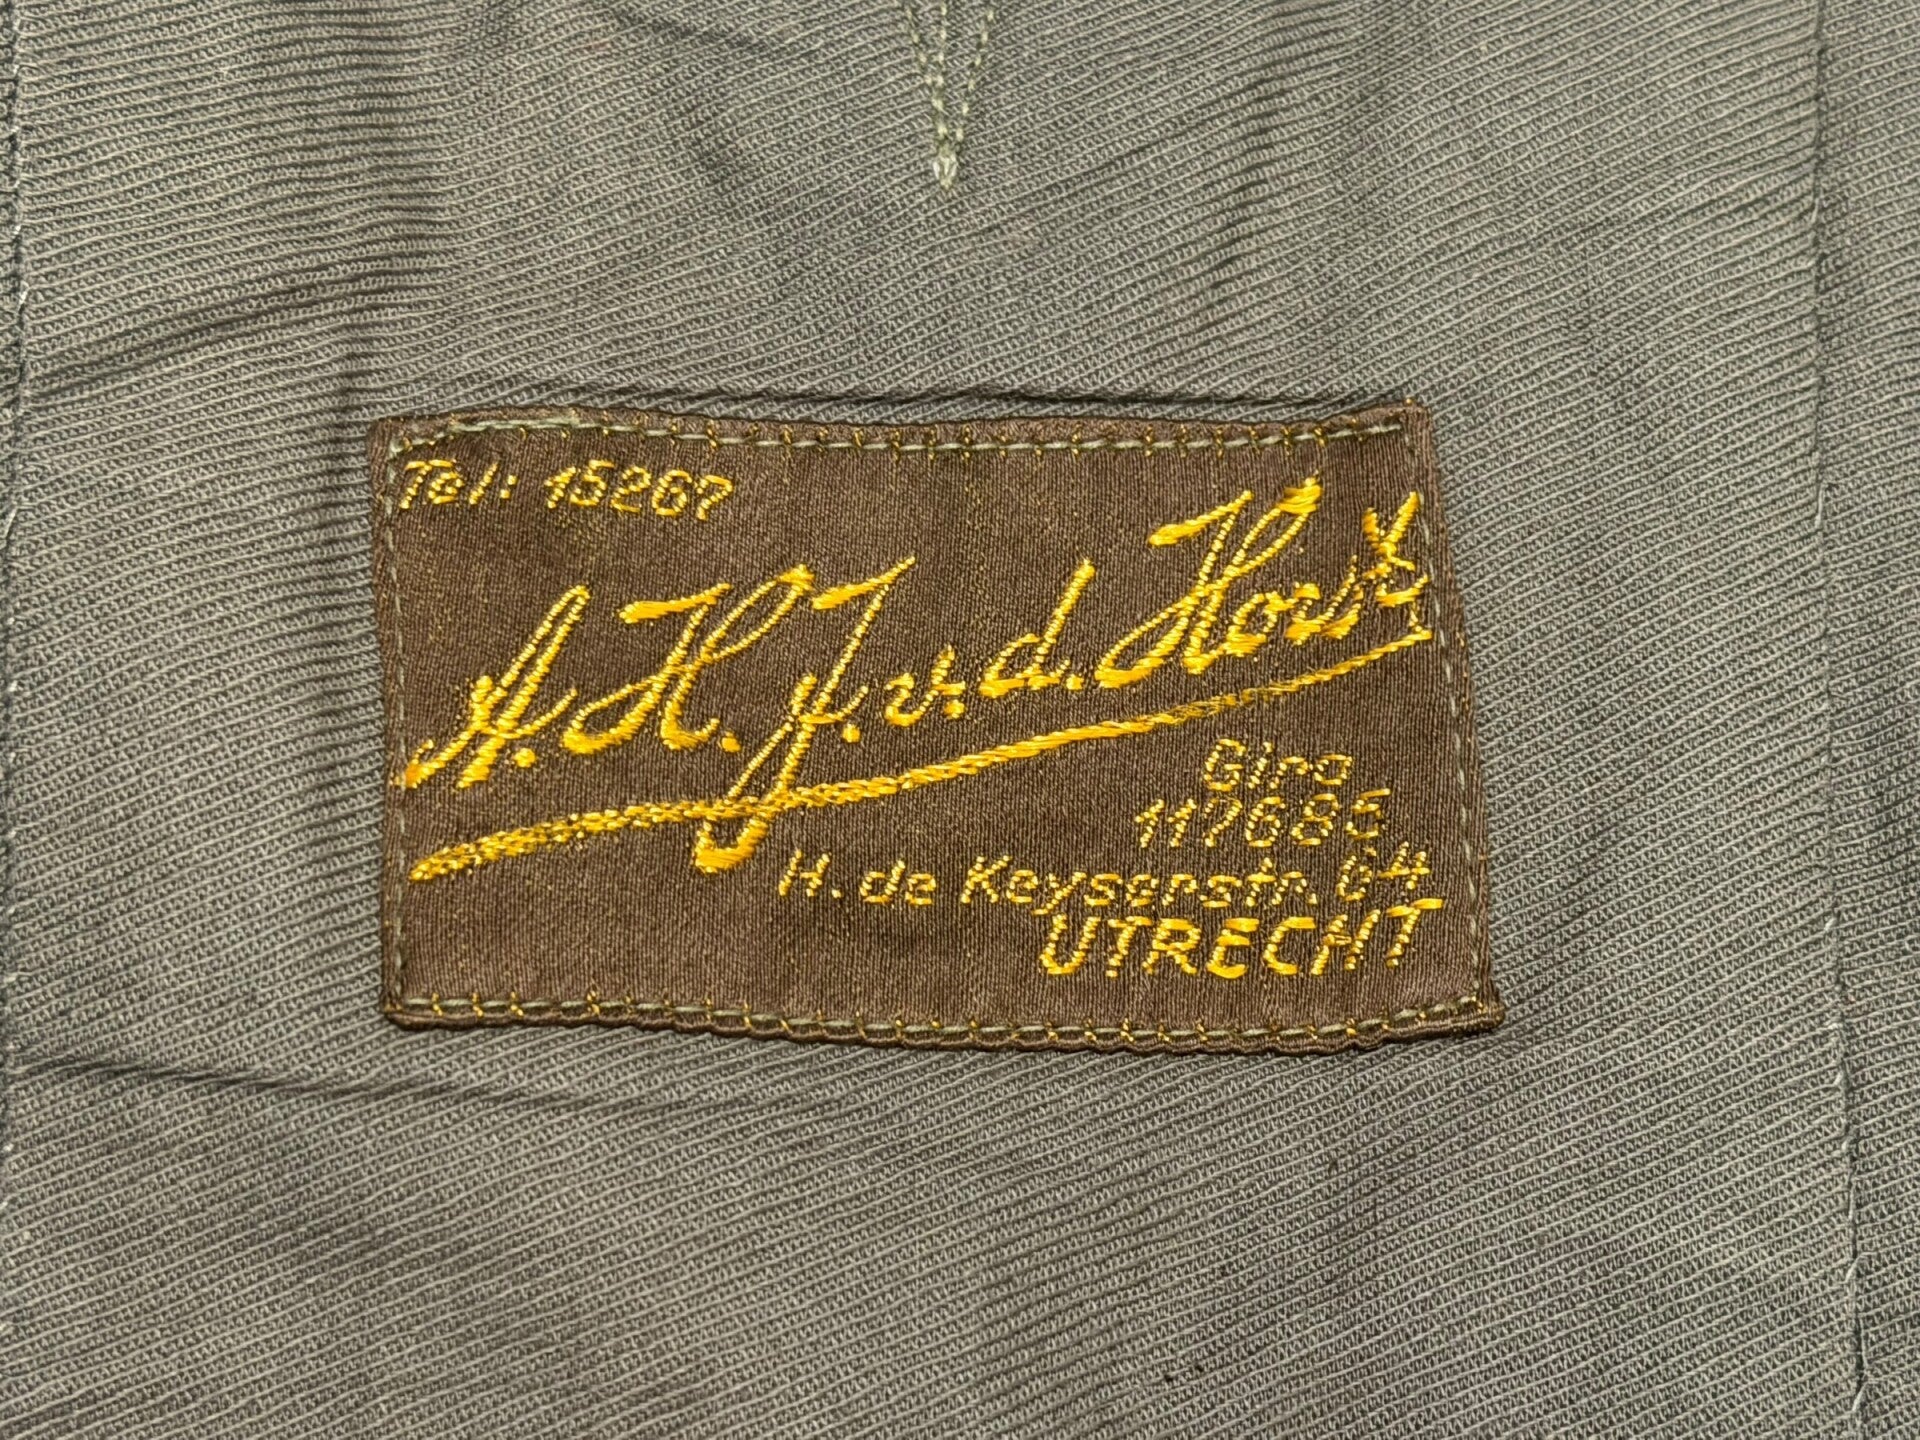 Tel: 15267
A. H. J. v. d. Horst
Giro
117685
H. de Keyserstr. 64
UTRECHT